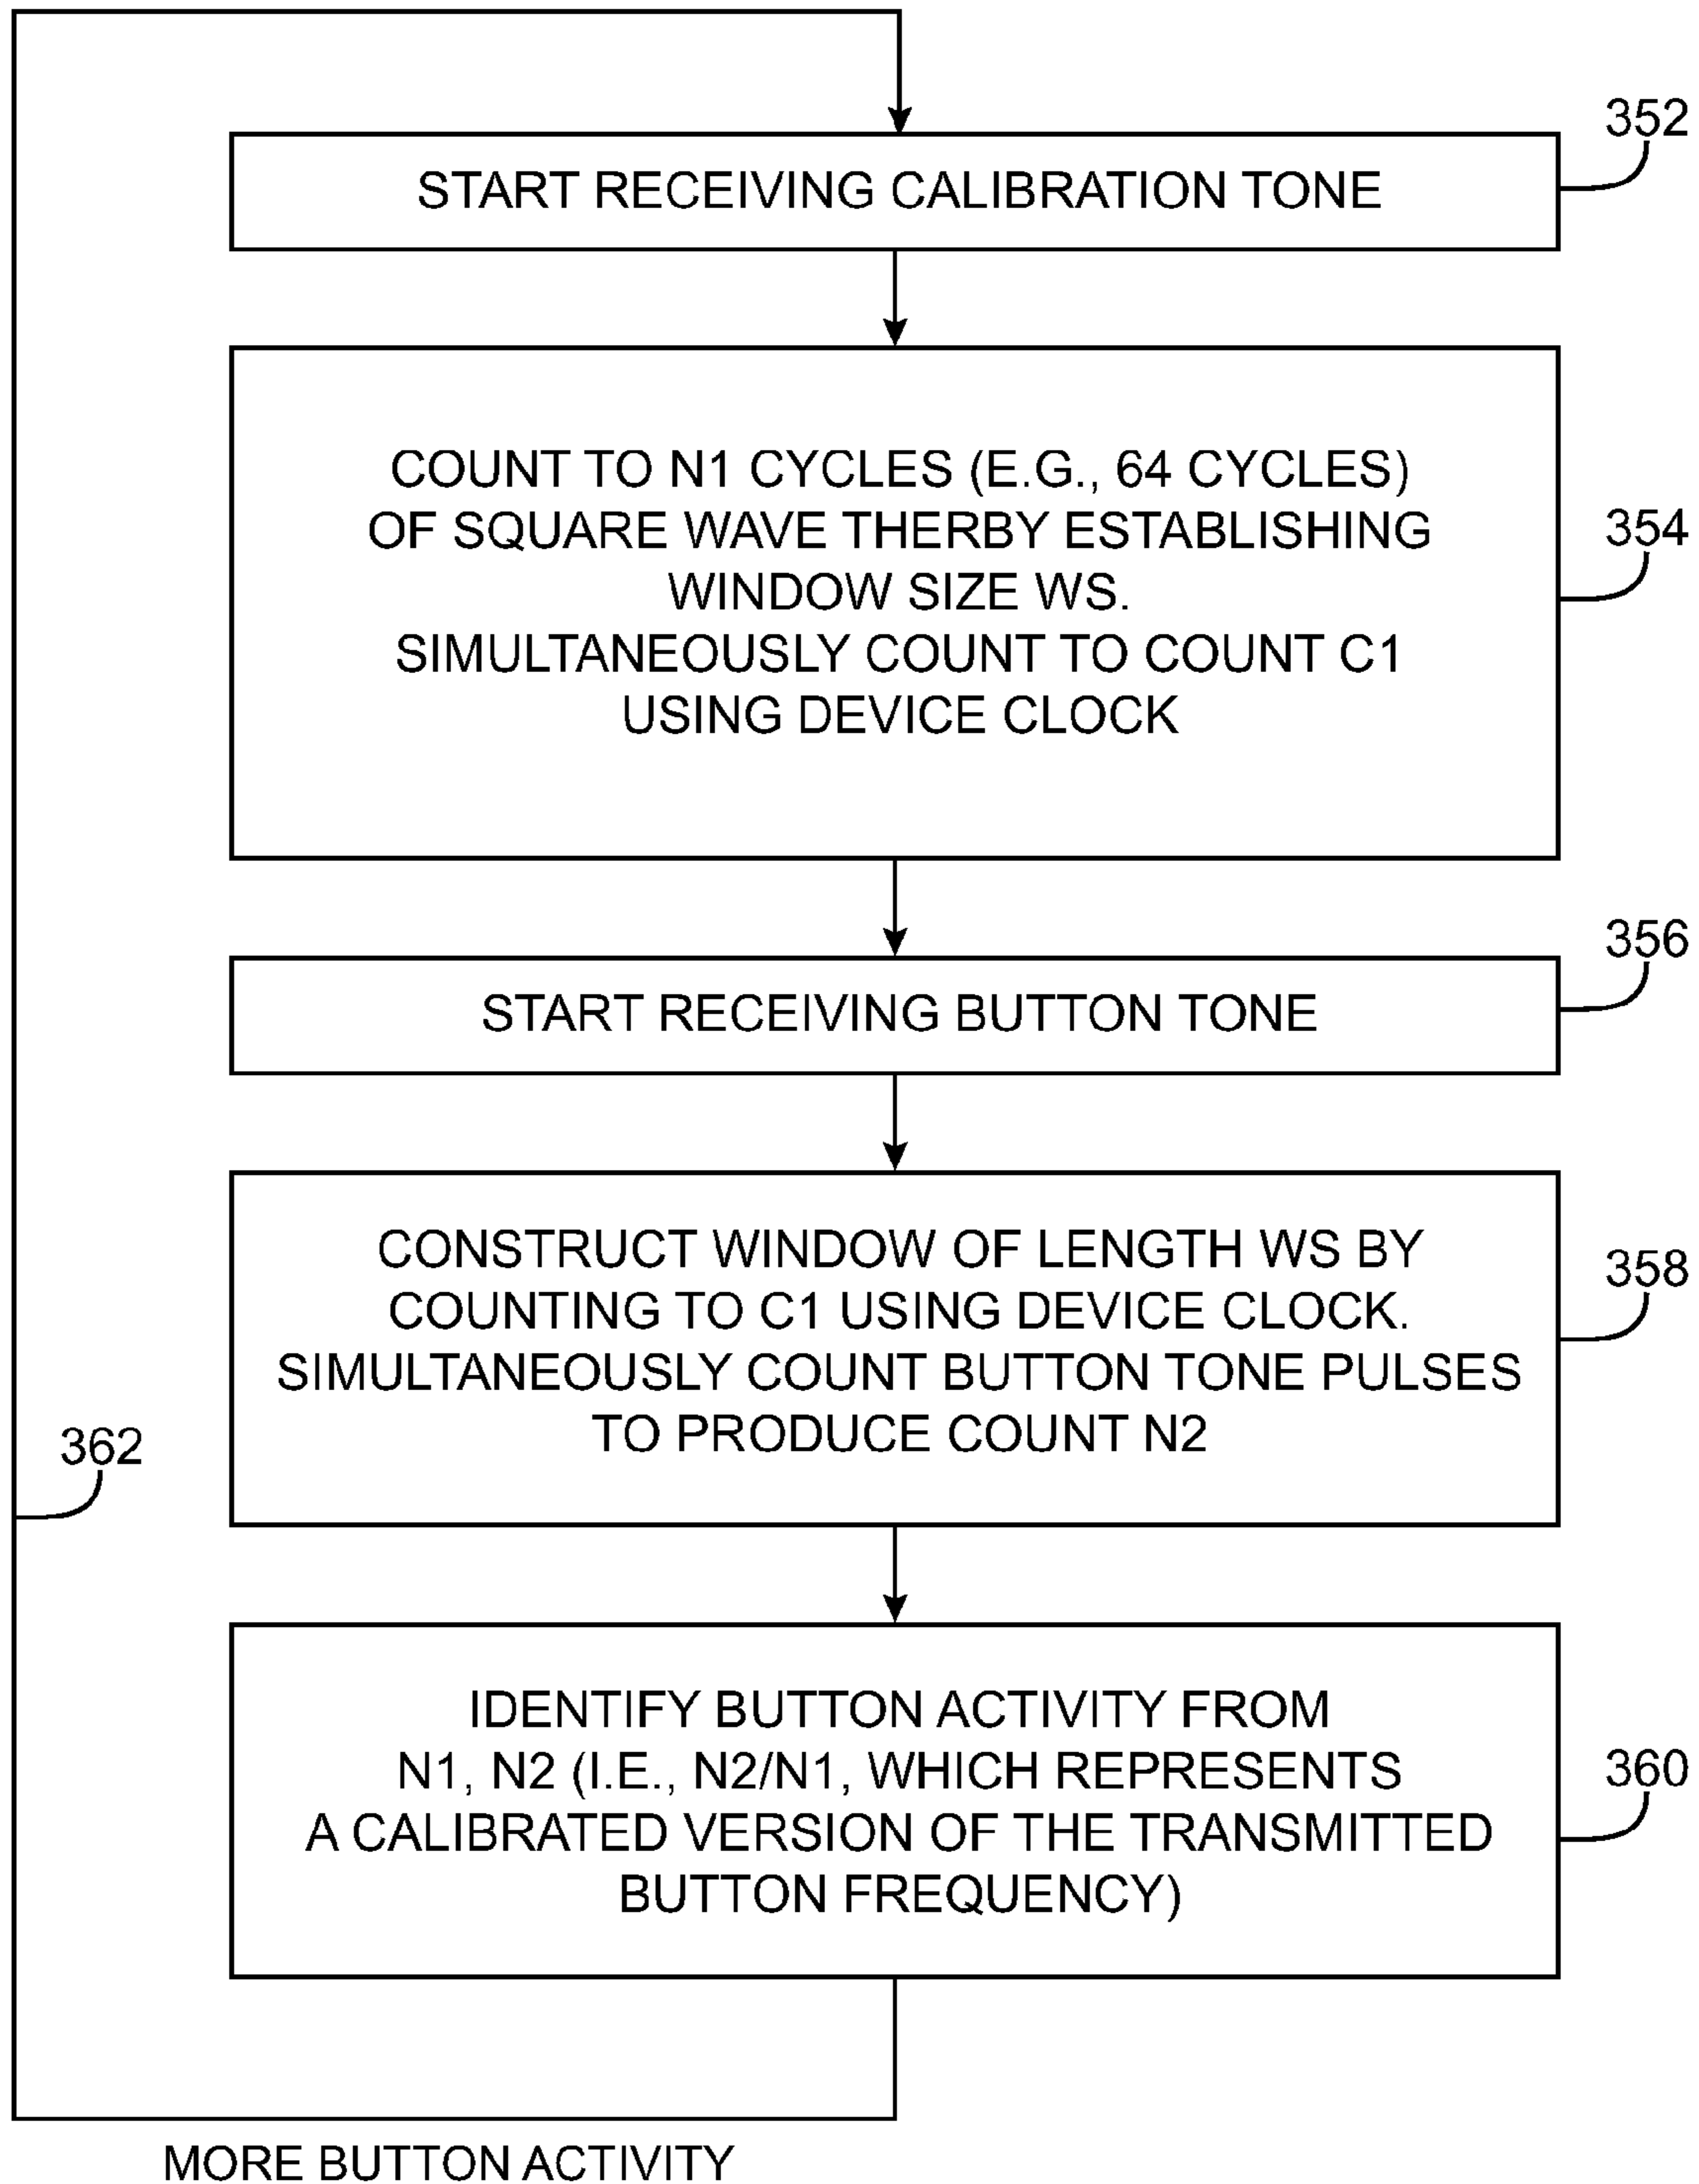 352
START RECEIVING CALIBRATION TONE
COUNT TO N1 CYCLES (E.G., 64 CYCLES)
OF SQUARE WAVE THERBY ESTABLISHING
WINDOW SIZE WS.
SIMULTANEOUSLY COUNT TO COUNT C1
USING DEVICE CLOCK
354
356
START RECEIVING BUTTON TONE
CONSTRUCT WINDOW OF LENGTH WS BY
COUNTING TO C1 USING DEVICE CLOCK.
SIMULTANEOUSLY COUNT BUTTON TONE PULSES
TO PRODUCE COUNT N2
358
362
IDENTIFY BUTTON ACTIVITY FROM
N1, N2 (I.E., N2/N1, WHICH REPRESENTS
A CALIBRATED VERSION OF THE TRANSMITTED
BUTTON FREQUENCY)
360
MORE BUTTON ACTIVITY